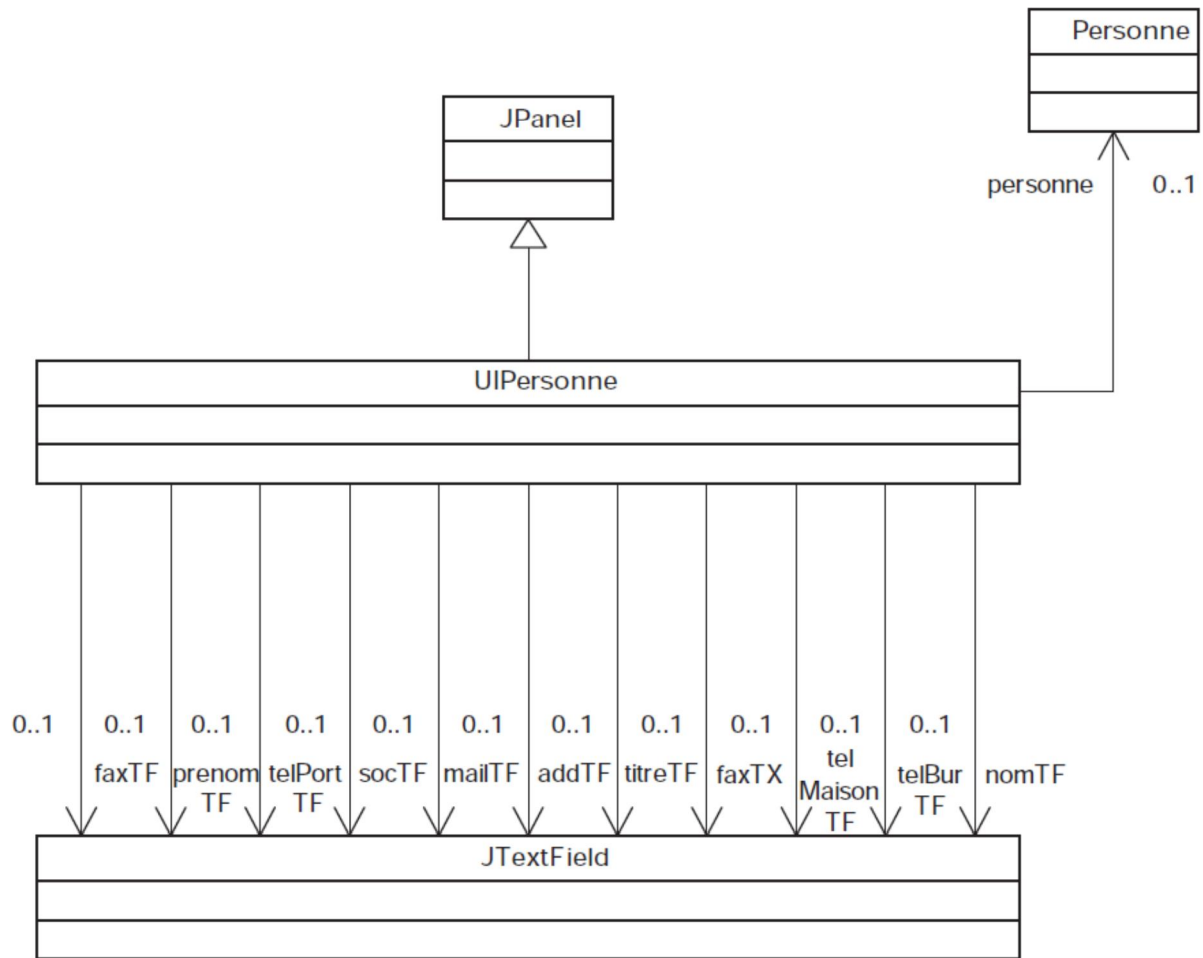 Personne
JPanel
personne 0..1
UIPersonne
0..1 0..1 0..1 0..1 0..1 0..1 0..1 0..1 0..1 0..1 0..1
faxTF prenom telPort socTF mailTF addTF titreTF faxTX tel telBur nomTF
TF TF Maison TF
TF
JTextField